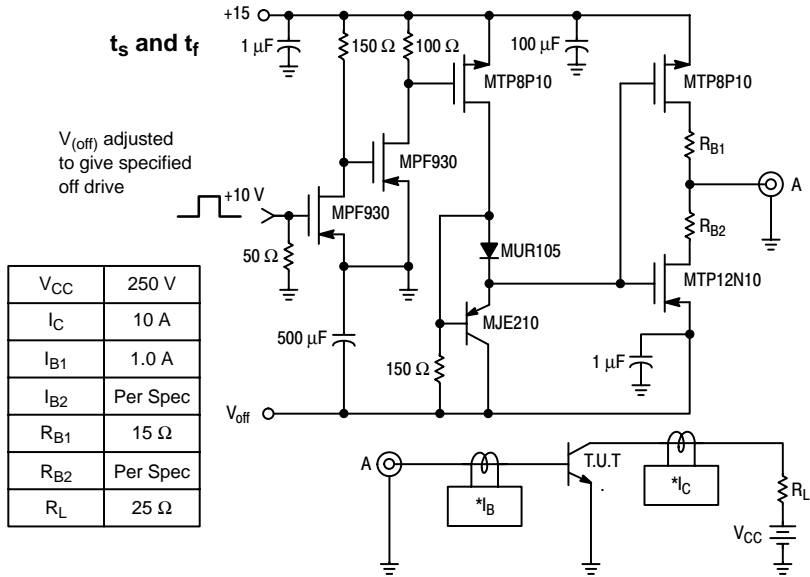 +15
t_s and t_f
1 μF
150 Ω
100 Ω
100 μF
MTP8P10
MTP8P10
V_(off) adjusted
to give specified
off drive
MPF930
R_B1
+10 V
MPF930
A
R_B2
50 Ω
MUR105
MTP12N10
500 μF
MJE210
150 Ω
1 μF
V_off
V_CC 250 V
I_C 10 A
I_B1 1.0 A
I_B2 Per Spec
R_B1 15 Ω
R_B2 Per Spec
R_L 25 Ω
A
T.U.T
*I_B
*I_C
R_L
V_CC